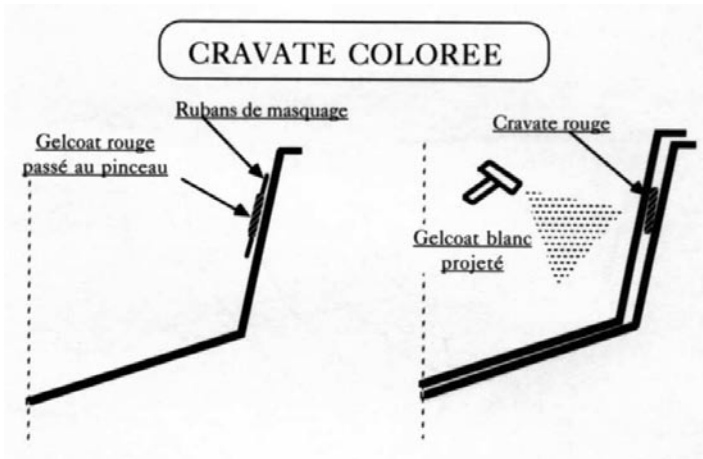 CRAVATE COLOREE
Rubans de masquage
Gelcoat rouge
passé au pinceau
Cravate rouge
Gelcoat blanc
projeté